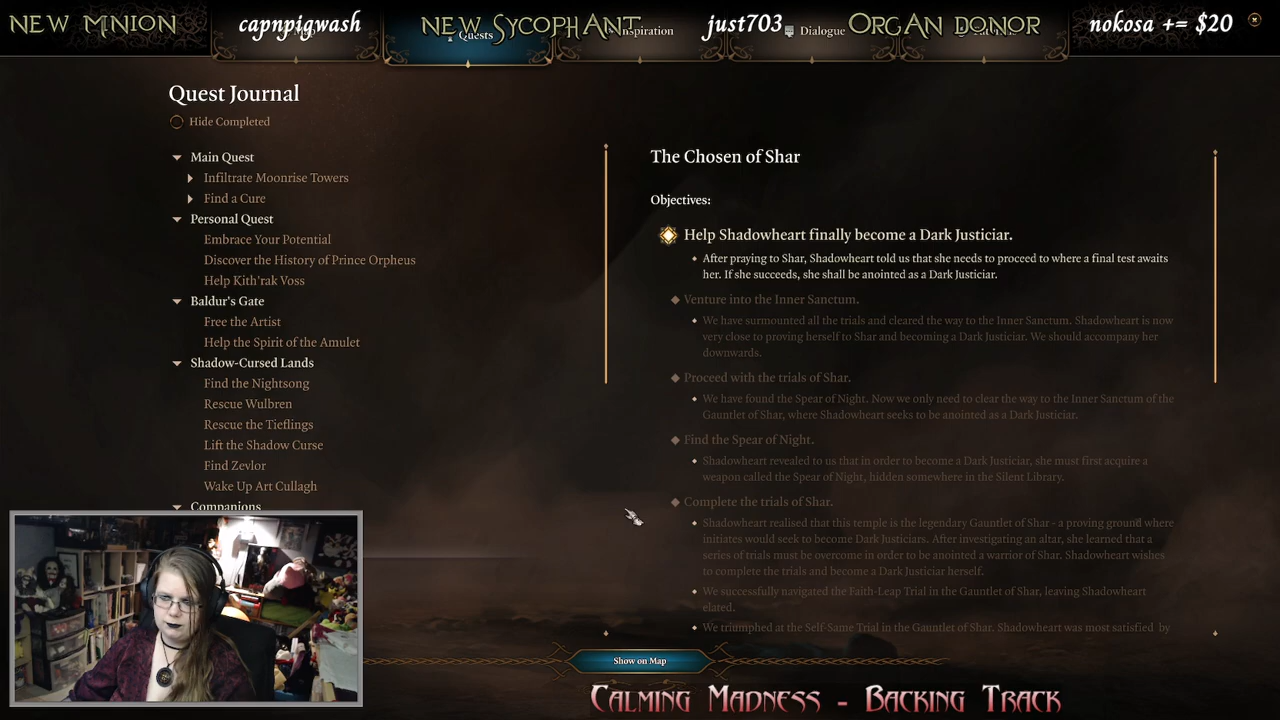 New Minion
capnpigwash
New Sycophant
just703
Organ Donor
nokosa += $20
Quests
Inspiration
Dialogue
Quest Journal
Hide Completed
Main Quest
Infiltrate Moonrise Towers
Find a Cure
Personal Quest
Embrace Your Potential
Discover the History of Prince Orpheus
Help Kith'rak Voss
Baldur's Gate
Free the Artist
Help the Spirit of the Amulet
Shadow-Cursed Lands
Find the Nightsong
Rescue Wulbren
Rescue the Tieflings
Lift the Shadow Curse
Find Zevlor
Wake Up Art Cullagh
Companions
The Chosen of Shar
Objectives:
Help Shadowheart finally become a Dark Justiciar.
After praying to Shar, Shadowheart told us that she needs to proceed to where a final test awaits
her. If she succeeds, she shall be anointed as a Dark Justiciar.
Venture into the Inner Sanctum.
We have surmounted all the trials and cleared the way to the Inner Sanctum. Shadowheart is now
very close to proving herself to Shar and becoming a Dark Justiciar. We should accompany her
downwards.
Proceed with the trials of Shar.
We have found the Spear of Night. Now we only need to clear the way to the Inner Sanctum of the
Gauntlet of Shar, where Shadowheart seeks to be anointed as a Dark Justiciar.
Find the Spear of Night.
Shadowheart revealed to us that in order to become a Dark Justiciar, she must first acquire a
weapon called the Spear of Night, hidden somewhere in the Silent Library.
Complete the trials of Shar.
Shadowheart realised that this temple is the legendary Gauntlet of Shar - a proving ground where
initiates would seek to become Dark Justiciars. After investigating an altar, she learned that a
series of trials must be overcome in order to be anointed a warrior of Shar. Shadowheart wishes
to complete the trials and become a Dark Justiciar herself.
We successfully navigated the Faith-Leap Trial in the Gauntlet of Shar, leaving Shadowheart
elated.
We triumphed at the Self-Same Trial in the Gauntlet of Shar. Shadowheart was most satisfied by
Show on Map
Calming Madness - Backing Track